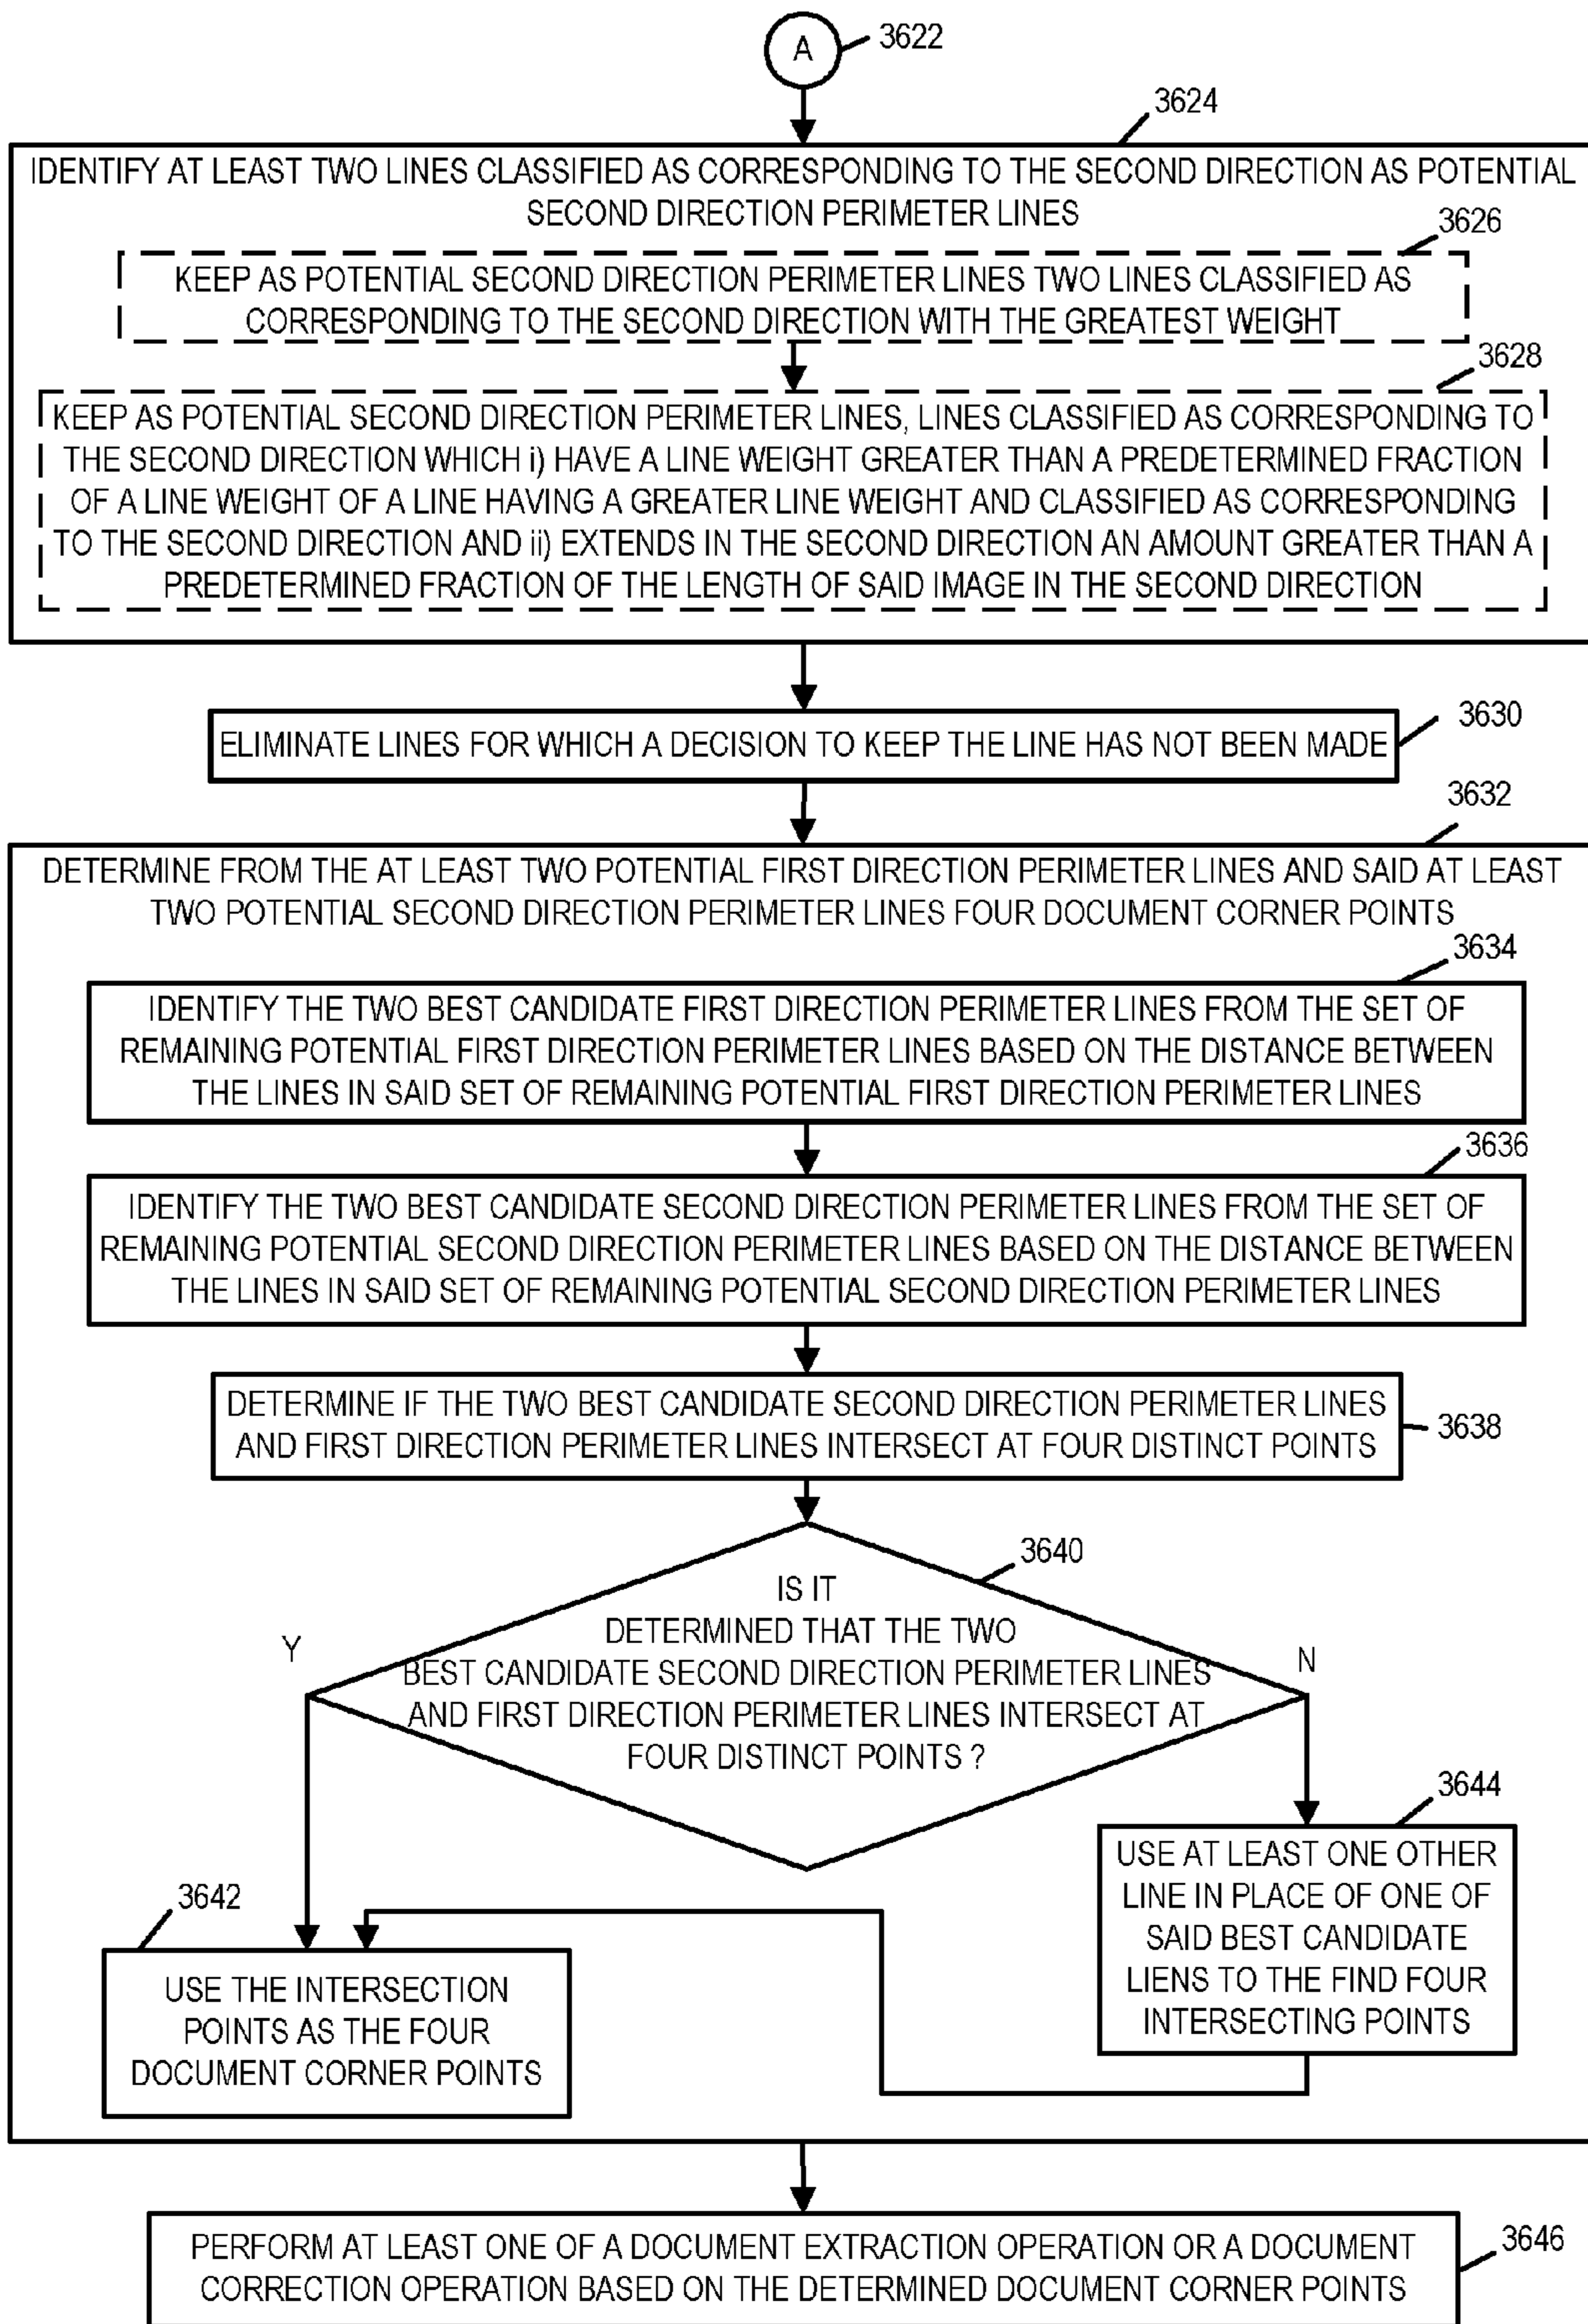 A
3622
3624
IDENTIFY AT LEAST TWO LINES CLASSIFIED AS CORRESPONDING TO THE SECOND DIRECTION AS POTENTIAL
SECOND DIRECTION PERIMETER LINES
3626
KEEP AS POTENTIAL SECOND DIRECTION PERIMETER LINES TWO LINES CLASSIFIED AS
CORRESPONDING TO THE SECOND DIRECTION WITH THE GREATEST WEIGHT
3628
KEEP AS POTENTIAL SECOND DIRECTION PERIMETER LINES, LINES CLASSIFIED AS CORRESPONDING TO
THE SECOND DIRECTION WHICH i) HAVE A LINE WEIGHT GREATER THAN A PREDETERMINED FRACTION
OF A LINE WEIGHT OF A LINE HAVING A GREATER LINE WEIGHT AND CLASSIFIED AS CORRESPONDING
TO THE SECOND DIRECTION AND ii) EXTENDS IN THE SECOND DIRECTION AN AMOUNT GREATER THAN A
PREDETERMINED FRACTION OF THE LENGTH OF SAID IMAGE IN THE SECOND DIRECTION
3630
ELIMINATE LINES FOR WHICH A DECISION TO KEEP THE LINE HAS NOT BEEN MADE
3632
DETERMINE FROM THE AT LEAST TWO POTENTIAL FIRST DIRECTION PERIMETER LINES AND SAID AT LEAST
TWO POTENTIAL SECOND DIRECTION PERIMETER LINES FOUR DOCUMENT CORNER POINTS
3634
IDENTIFY THE TWO BEST CANDIDATE FIRST DIRECTION PERIMETER LINES FROM THE SET OF
REMAINING POTENTIAL FIRST DIRECTION PERIMETER LINES BASED ON THE DISTANCE BETWEEN
THE LINES IN SAID SET OF REMAINING POTENTIAL FIRST DIRECTION PERIMETER LINES
3636
IDENTIFY THE TWO BEST CANDIDATE SECOND DIRECTION PERIMETER LINES FROM THE SET OF
REMAINING POTENTIAL SECOND DIRECTION PERIMETER LINES BASED ON THE DISTANCE BETWEEN
THE LINES IN SAID SET OF REMAINING POTENTIAL SECOND DIRECTION PERIMETER LINES
DETERMINE IF THE TWO BEST CANDIDATE SECOND DIRECTION PERIMETER LINES
AND FIRST DIRECTION PERIMETER LINES INTERSECT AT FOUR DISTINCT POINTS
3638
3640
IS IT
DETERMINED THAT THE TWO
BEST CANDIDATE SECOND DIRECTION PERIMETER LINES
AND FIRST DIRECTION PERIMETER LINES INTERSECT AT
FOUR DISTINCT POINTS ?
Y
N
3644
USE AT LEAST ONE OTHER
LINE IN PLACE OF ONE OF
SAID BEST CANDIDATE
LIENS TO THE FIND FOUR
INTERSECTING POINTS
3642
USE THE INTERSECTION
POINTS AS THE FOUR
DOCUMENT CORNER POINTS
PERFORM AT LEAST ONE OF A DOCUMENT EXTRACTION OPERATION OR A DOCUMENT
CORRECTION OPERATION BASED ON THE DETERMINED DOCUMENT CORNER POINTS
3646